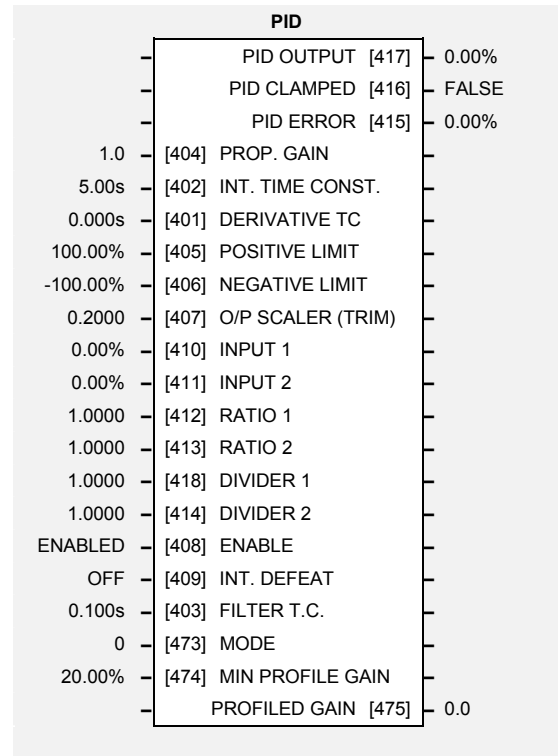 PID
– PID OUTPUT [417] – 0.00%
– PID CLAMPED [416] – FALSE
– PID ERROR [415] – 0.00%
1.0 – [404] PROP. GAIN –
5.00s – [402] INT. TIME CONST. –
0.000s – [401] DERIVATIVE TC –
100.00% – [405] POSITIVE LIMIT –
-100.00% – [406] NEGATIVE LIMIT –
0.2000 – [407] O/P SCALER (TRIM) –
0.00% – [410] INPUT 1 –
0.00% – [411] INPUT 2 –
1.0000 – [412] RATIO 1 –
1.0000 – [413] RATIO 2 –
1.0000 – [418] DIVIDER 1 –
1.0000 – [414] DIVIDER 2 –
ENABLED – [408] ENABLE –
OFF – [409] INT. DEFEAT –
0.100s – [403] FILTER T.C. –
0 – [473] MODE –
20.00% – [474] MIN PROFILE GAIN –
– PROFILED GAIN [475] – 0.0